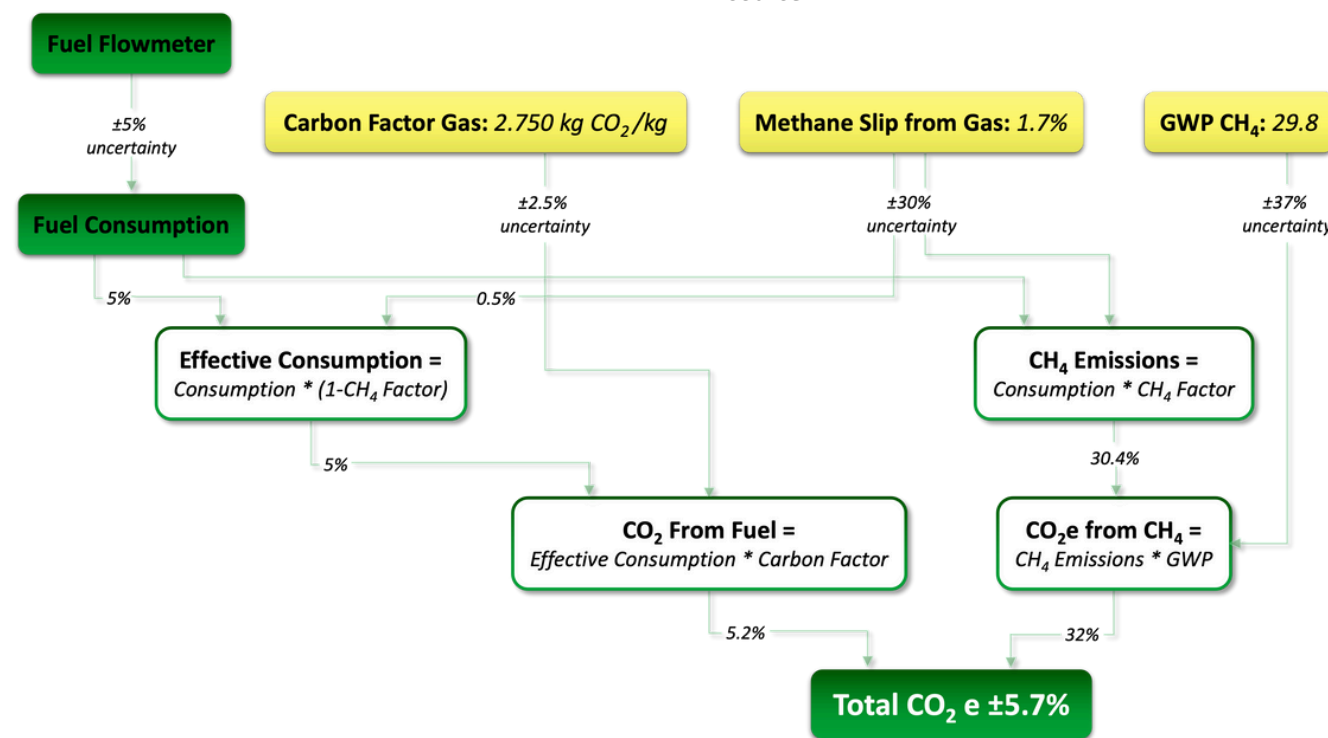 Fuel Flowmeter
±5%
uncertainty
Carbon Factor Gas: 2.750 kg CO₂/kg
Methane Slip from Gas: 1.7%
GWP CH₄: 29.8
Fuel Consumption
±2.5%
uncertainty
±30%
uncertainty
±37%
uncertainty
5%
0.5%
Effective Consumption =
Consumption * (1-CH₄ Factor)
CH₄ Emissions =
Consumption * CH₄ Factor
5%
30.4%
CO₂ From Fuel =
Effective Consumption * Carbon Factor
CO₂e from CH₄ =
CH₄ Emissions * GWP
5.2%
32%
Total CO₂ e ±5.7%